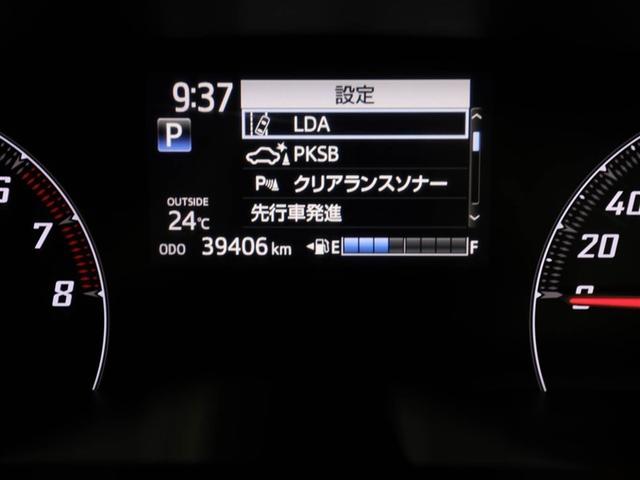 9:37
設定
LDA
P
PKSB
P クリアランスソナー
OUTSIDE
24℃
先行車発進
ODO 39406 km E F
6
7
8
40
20
0